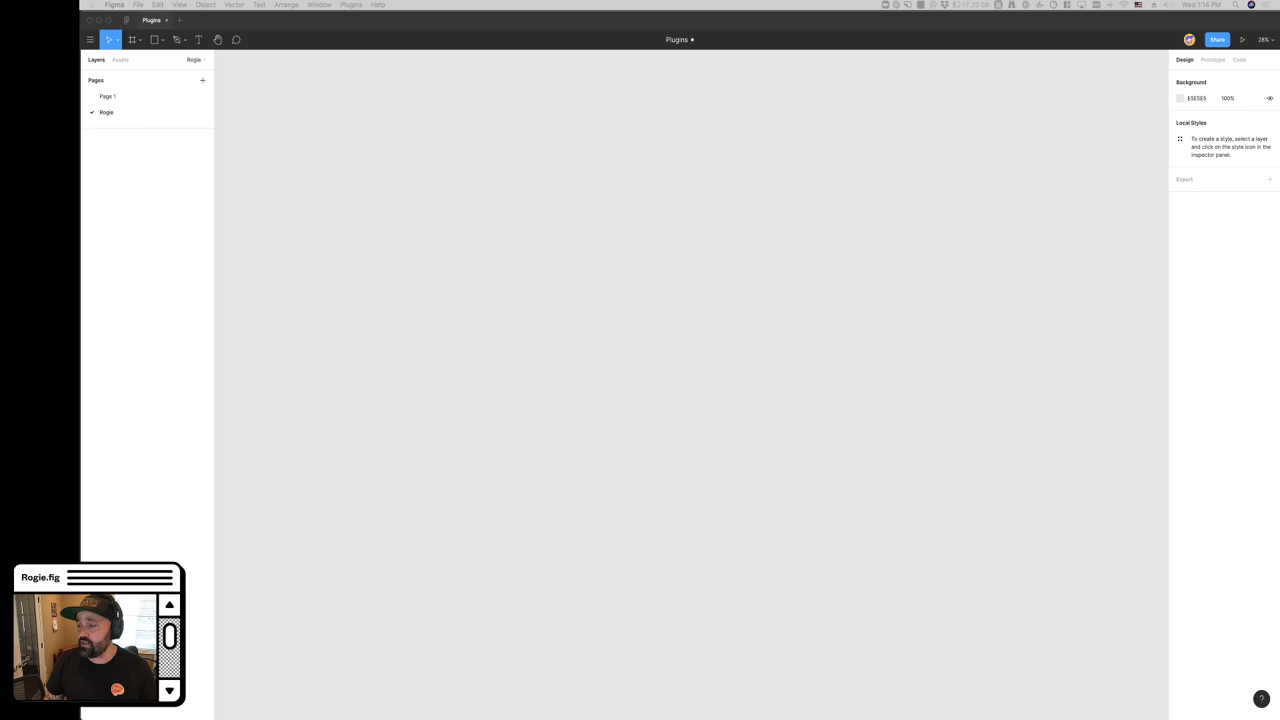 Figma File Edit View Object Vector Text Arrange Window Plugins Help
Wed 1:14 PM
Plugins
Plugins
Share
28%
Layers Assets Rogie
Design Prototype Code
Pages
Page 1
Rogie
Background
E5E5E5 100%
Local Styles
To create a style, select a layer
and click on the style icon in the
inspector panel.
Export
Rogie.fig
?